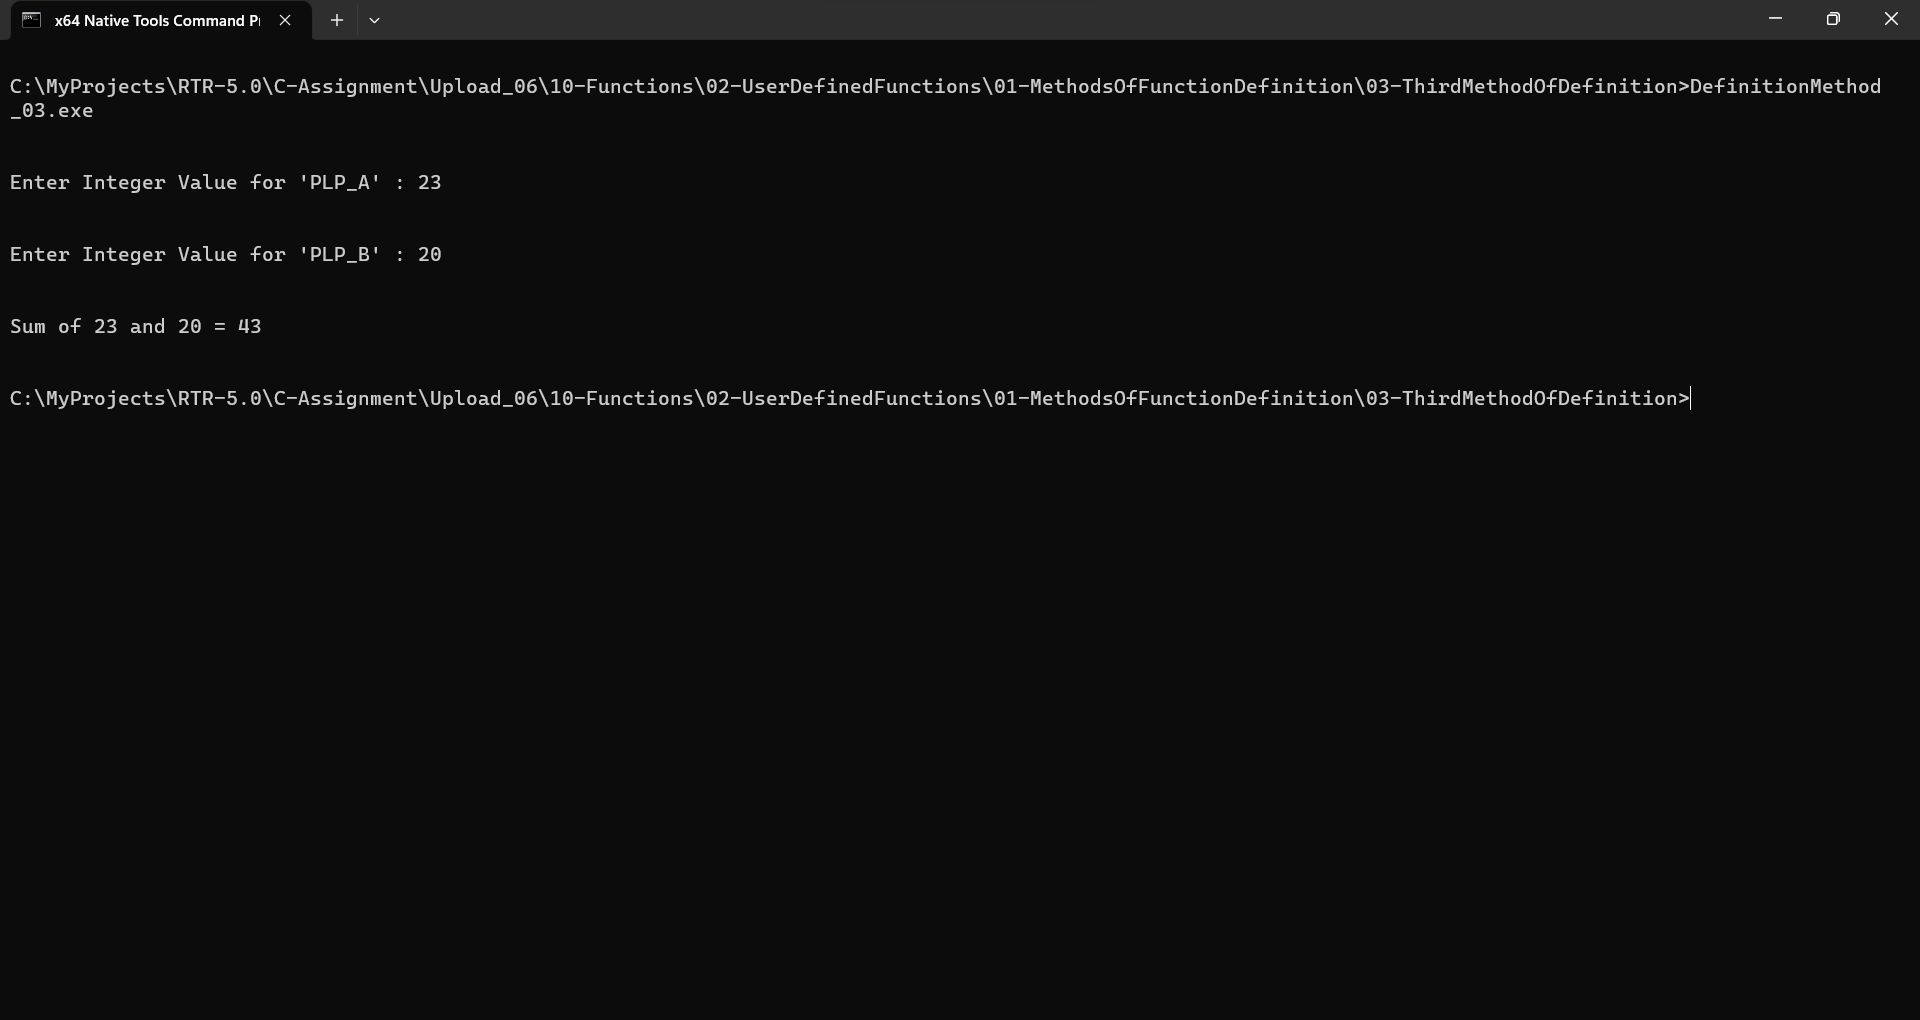 x64 Native Tools Command P
C:\MyProjects\RTR-5.0\C-Assignment\Upload_06\10-Functions\02-UserDefinedFunctions\01-MethodsOfFunctionDefinition\03-ThirdMethodOfDefinition>DefinitionMethod
_03.exe
Enter Integer Value for 'PLP_A' : 23
Enter Integer Value for 'PLP_B' : 20
Sum of 23 and 20 = 43
C:\MyProjects\RTR-5.0\C-Assignment\Upload_06\10-Functions\02-UserDefinedFunctions\01-MethodsOfFunctionDefinition\03-ThirdMethodOfDefinition>